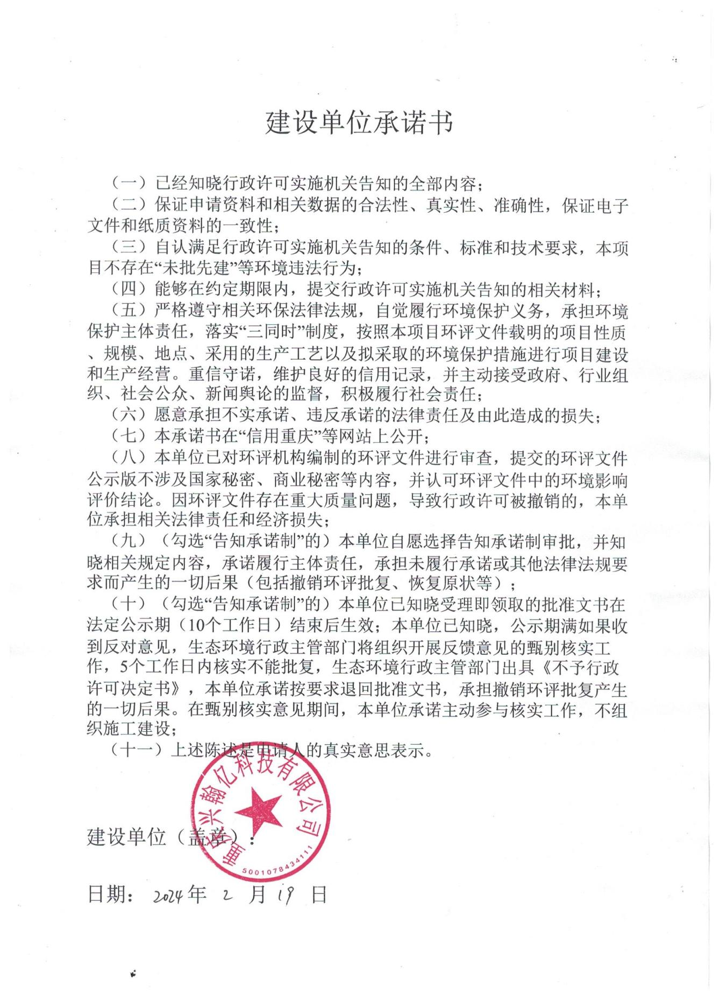 建设单位承诺书
（一）已经知晓行政许可实施机关告知的全部内容；
（二）保证申请资料和相关数据的合法性、真实性、准确性，保证电子
文件和纸质资料的一致性；
（三）自认满足行政许可实施机关告知的条件、标准和技术要求，本项
目不存在“未批先建”等环境违法行为；
（四）能够在约定期限内，提交行政许可实施机关告知的相关材料；
（五）严格遵守相关环保法律法规，自觉履行环境保护义务，承担环境
保护主体责任，落实“三同时”制度，按照本项目环评文件载明的项目性质
、规模、地点、采用的生产工艺以及拟采取的环境保护措施进行项目建设
和生产经营。重信守诺，维护良好的信用记录，并主动接受政府、行业组
织、社会公众、新闻舆论的监督，积极履行社会责任；
（六）愿意承担不实承诺、违反承诺的法律责任及由此造成的损失；
（七）本承诺书在“信用重庆”等网站上公开；
（八）本单位已对环评机构编制的环评文件进行审查，提交的环评文件
公示版不涉及国家秘密、商业秘密等内容，并认可环评文件中的环境影响
评价结论。因环评文件存在重大质量问题，导致行政许可被撤销的，本单
位承担相关法律责任和经济损失；
（九）（勾选“告知承诺制”的）本单位自愿选择告知承诺制审批，并知
晓相关规定内容，承诺履行主体责任，承担未履行承诺或其他法律法规要
求而产生的一切后果（包括撤销环评批复、恢复原状等）；
（十）（勾选“告知承诺制”的）本单位已知晓受理即领取的批准文书在
法定公示期（10个工作日）结束后生效；本单位已知晓，公示期满如果收
到反对意见，生态环境行政主管部门将组织开展反馈意见的甄别核实工
作，5个工作日内核实不能批复，生态环境行政主管部门出具《不予行政
许可决定书》，本单位承诺按要求退回批准文书，承担撤销环评批复产生
的一切后果。在甄别核实意见期间，本单位承诺主动参与核实工作，不组
织施工建设；
（十一）上述陈述是申请人的真实意思表示。
重庆兴翰亿科技有限公司
建设单位（盖章）：
5001078434111
日期： 2024年 2 月 19 日